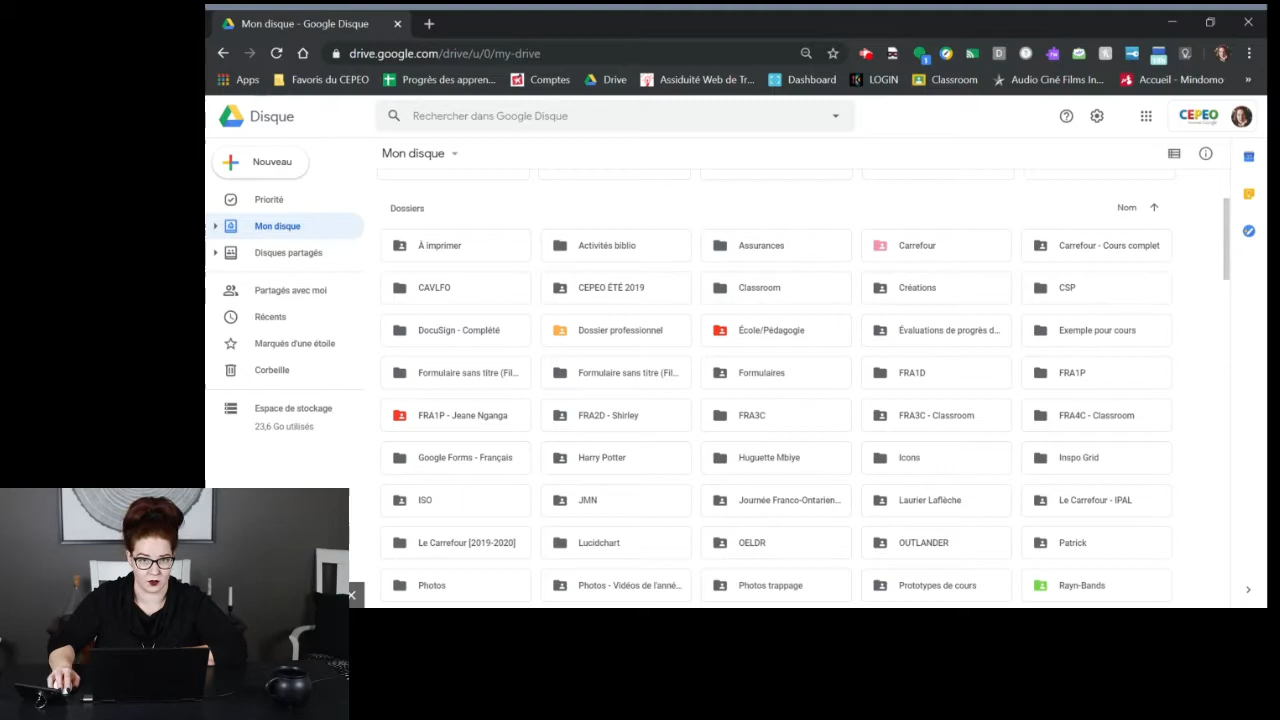 Mon disque - Google Disque
drive.google.com/drive/u/0/my-drive
Apps Favoris du CEPEO Progrès des appren... Comptes Drive Assiduité Web de Tr... Dashboard LOGIN Classroom Audio Ciné Films In... Accueil - Mindomo »
Disque
Rechercher dans Google Disque
CEPEO
Nouveau
Mon disque
Priorité
Mon disque
Disques partagés
Partagés avec moi
Récents
Marqués d'une étoile
Corbeille
Espace de stockage
23,6 Go utilisés
Dossiers
Nom
À imprimer
Activités biblio
Assurances
Carrefour
Carrefour - Cours complet
CAVLFO
CEPEO ÉTÉ 2019
Classroom
Créations
CSP
DocuSign - Complété
Dossier professionnel
École/Pédagogie
Évaluations de progrès d...
Exemple pour cours
Formulaire sans titre (Fil...
Formulaire sans titre (Fil...
Formulaires
FRA1D
FRA1P
FRA1P - Jeane Nganga
FRA2D - Shirley
FRA3C
FRA3C - Classroom
FRA4C - Classroom
Google Forms - Français
Harry Potter
Huguette Mbiye
Icons
Inspo Grid
ISO
JMN
Journée Franco-Ontarien...
Laurier Laflèche
Le Carrefour - IPAL
Le Carrefour [2019-2020]
Lucidchart
OELDR
OUTLANDER
Patrick
Photos
Photos - Vidéos de l'anné...
Photos trappage
Prototypes de cours
Rayn-Bands